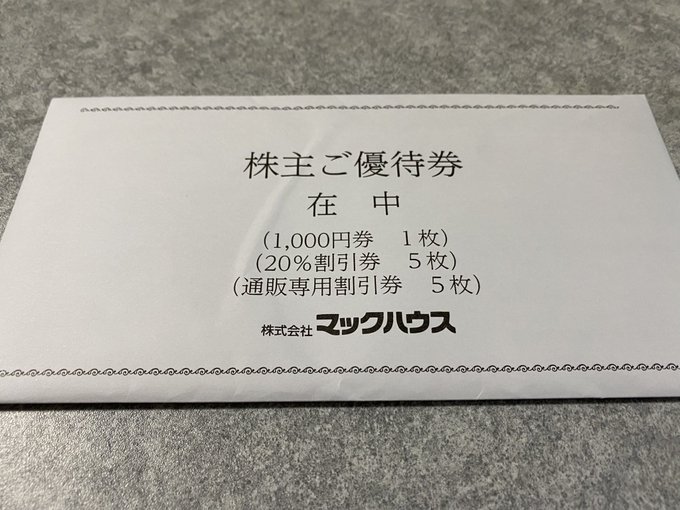 株主ご優待券
在　中
(1,000円券　１枚)
(20%割引券　５枚)
(通販専用割引券　５枚)
株式会社 マックハウス